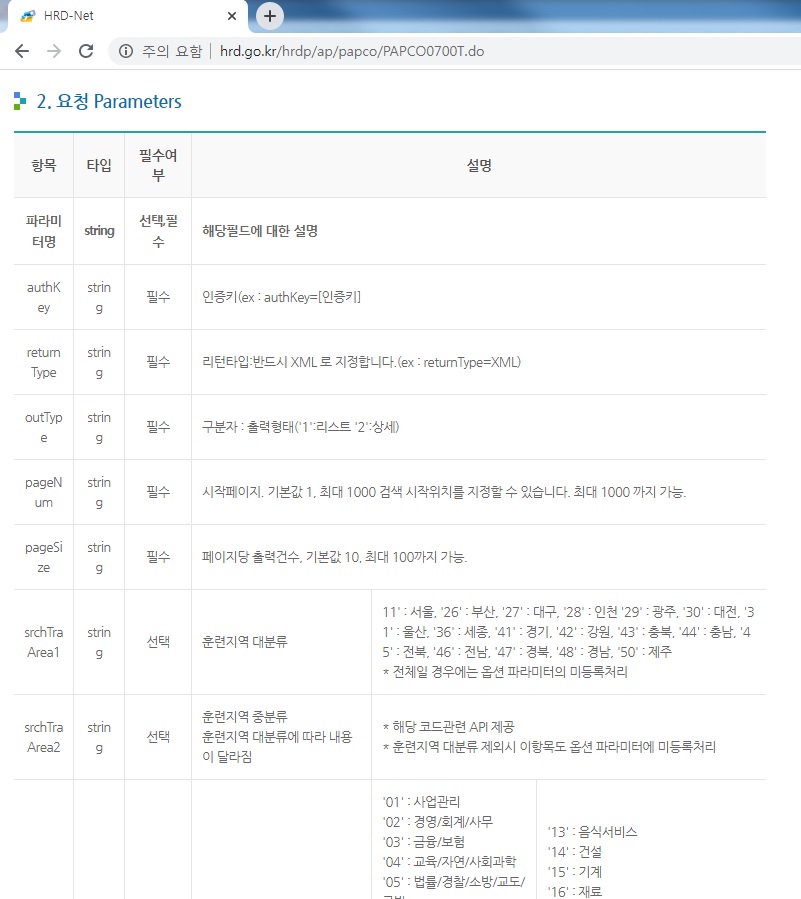 HRD-Net
주의 요함 | hrd.go.kr/hrdp/ap/papco/PAPCO0700T.do
2. 요청 Parameters
항목 타입 필수여부 설명
파라미터명 string 선택,필수 해당필드에 대한 설명
authKey string 필수 인증키(ex : authKey=[인증키]
returnType string 필수 리턴타입:반드시 XML 로 지정합니다.(ex : returnType=XML)
outType string 필수 구분자 : 출력형태('1':리스트 '2':상세)
pageNum string 필수 시작페이지. 기본값 1, 최대 1000 검색 시작위치를 지정할 수 있습니다. 최대 1000 까지 가능.
pageSize string 필수 페이지당 출력건수, 기본값 10, 최대 100까지 가능.
srchTraArea1 string 선택 훈련지역 대분류
11' : 서울, '26' : 부산, '27' : 대구, '28' : 인천 '29' : 광주, '30' : 대전, '3
1' : 울산, '36' : 세종, '41' : 경기, '42' : 강원, '43' : 충북, '44' : 충남, '4
5' : 전북, '46' : 전남, '47' : 경북, '48' : 경남, '50' : 제주
* 전체일 경우에는 옵션 파라미터의 미등록처리
srchTraArea2 string 선택
훈련지역 중분류
훈련지역 대분류에 따라 내용
이 달라짐
* 해당 코드관련 API 제공
* 훈련지역 대분류 제외시 이항목도 옵션 파라미터에 미등록처리
'01' : 사업관리
'02' : 경영/회계/사무
'03' : 금융/보험
'04' : 교육/자연/사회과학
'05' : 법률/경찰/소방/교도/
'13' : 음식서비스
'14' : 건설
'15' : 기계
'16' : 재료